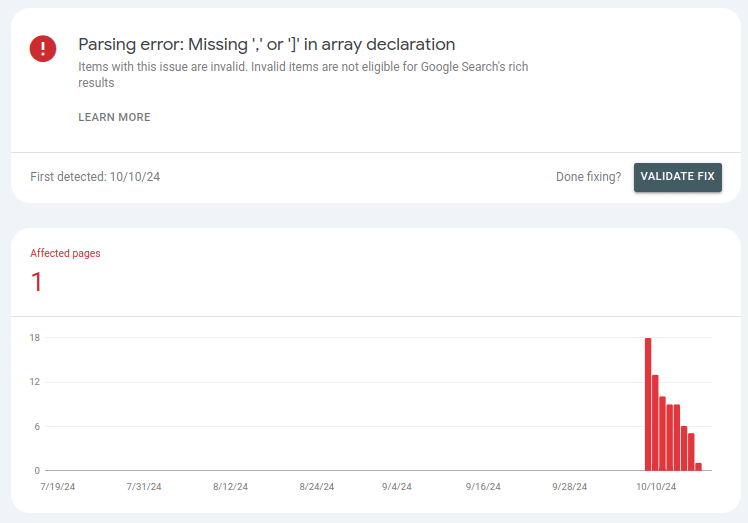 Parsing error: Missing ',' or ']' in array declaration
Items with this issue are invalid. Invalid items are not eligible for Google Search's rich
results
LEARN MORE
First detected: 10/10/24
Done fixing?
VALIDATE FIX
Affected pages
1
18
12
6
0
7/19/24
7/31/24
8/12/24
8/24/24
9/4/24
9/16/24
9/28/24
10/10/24